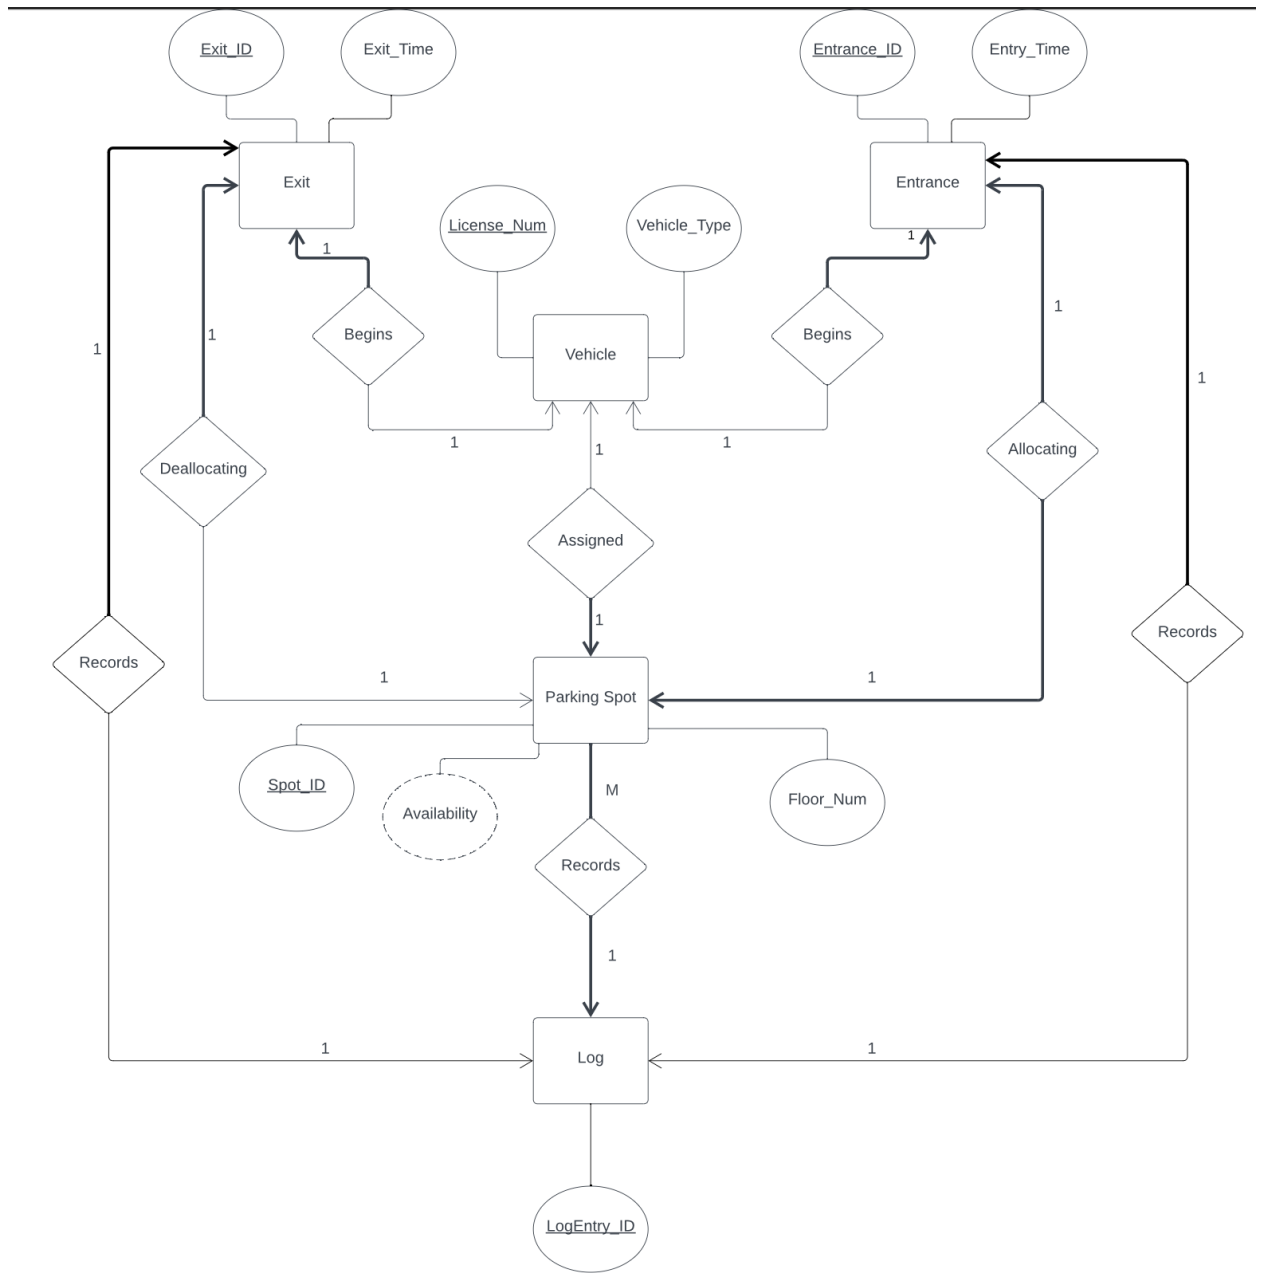 Exit_ID
Exit_Time
Entrance_ID
Entry_Time
Exit
Entrance
License_Num
Vehicle_Type
1
1
1
1
1
1
1
Begins
Vehicle
Begins
1
1
1
Allocating
Deallocating
Assigned
1
Records
Records
1
1
Parking Spot
Spot_ID
Availability
M
Floor_Num
Records
1
1
1
Log
LogEntry_ID